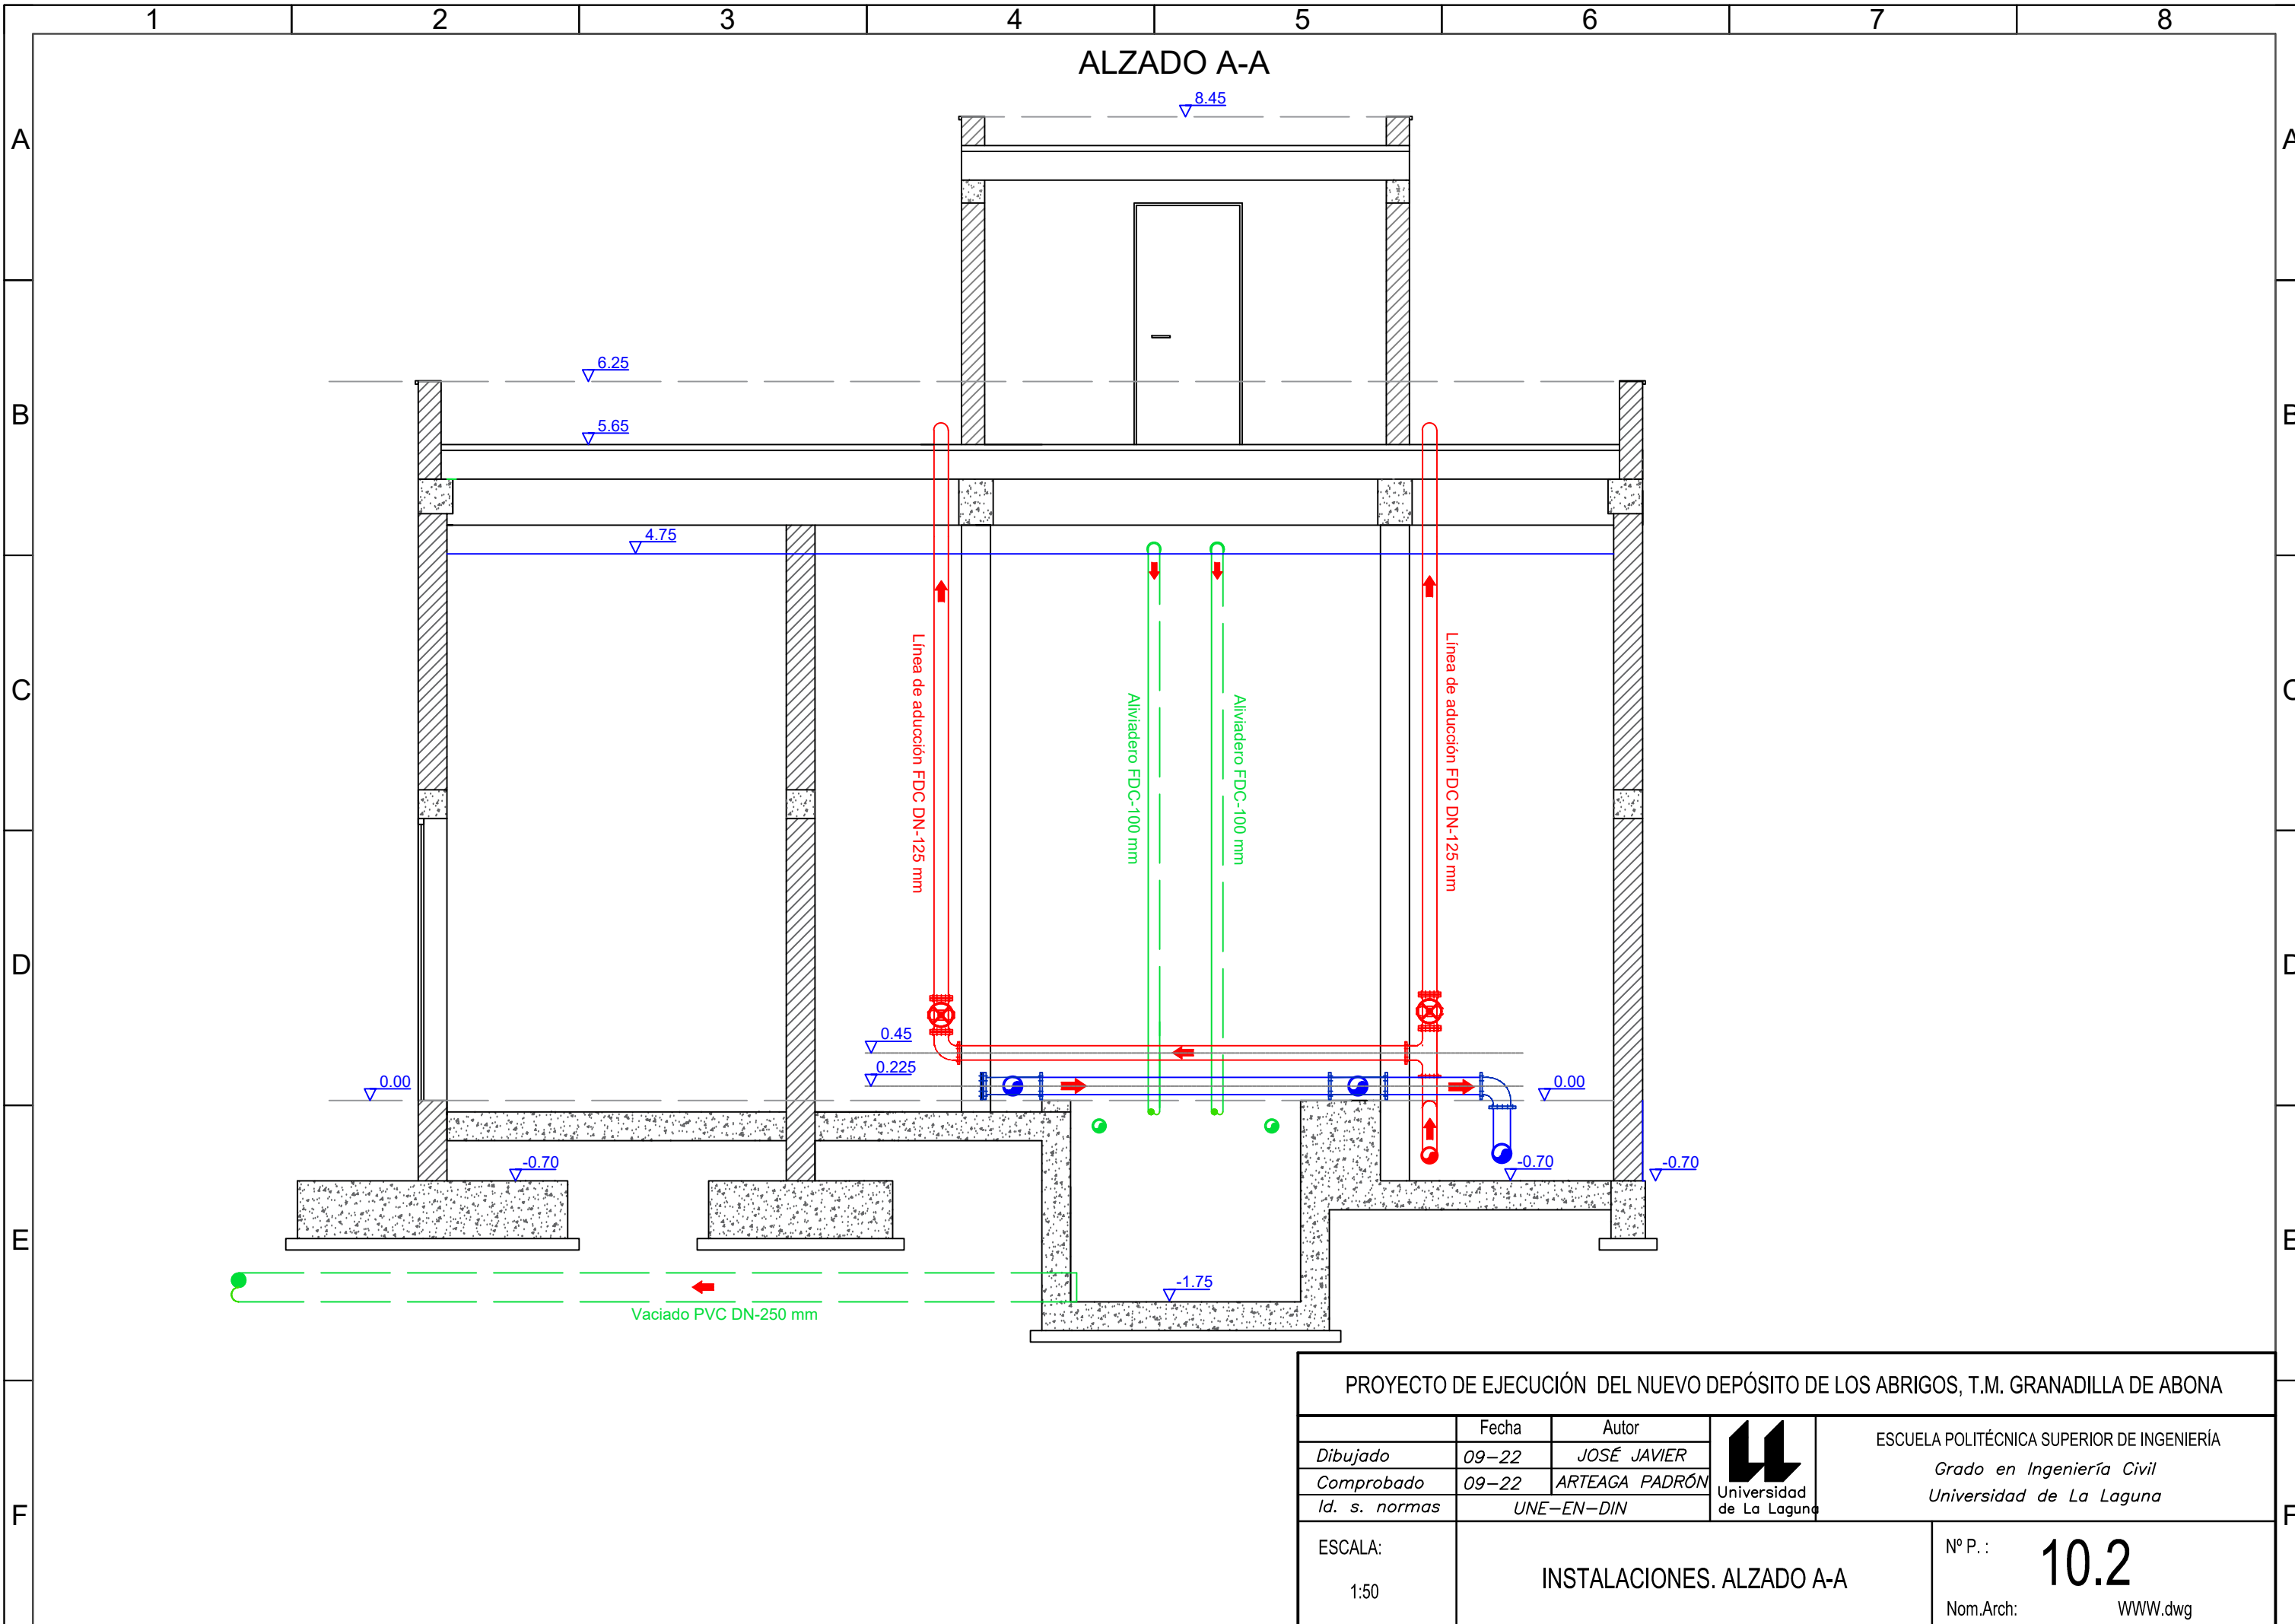 1 2 3 4 5 6 7 8
ALZADO A-A
8.45
A A
6.25
B B
5.65
4.75
Línea de aducción FDC DN-125 mm
Aliviadero FDC-100 mm
Aliviadero FDC-100 mm
Línea de aducción FDC DN-125 mm
C C
D D
0.45
0.225
0.00
0.00
-0.70
-0.70
-0.70
E E
-1.75
Vaciado PVC DN-250 mm
PROYECTO DE EJECUCIÓN DEL NUEVO DEPÓSITO DE LOS ABRIGOS, T.M. GRANADILLA DE ABONA
Fecha Autor
Dibujado 09-22 JOSÉ JAVIER
Comprobado 09-22 ARTEAGA PADRÓN
Id. s. normas UNE-EN-DIN
Universidad
de La Laguna
ESCUELA POLITÉCNICA SUPERIOR DE INGENIERÍA
Grado en Ingeniería Civil
Universidad de La Laguna
F F
ESCALA:
1:50
INSTALACIONES. ALZADO A-A
Nº P. : 10.2
Nom.Arch: WWW.dwg